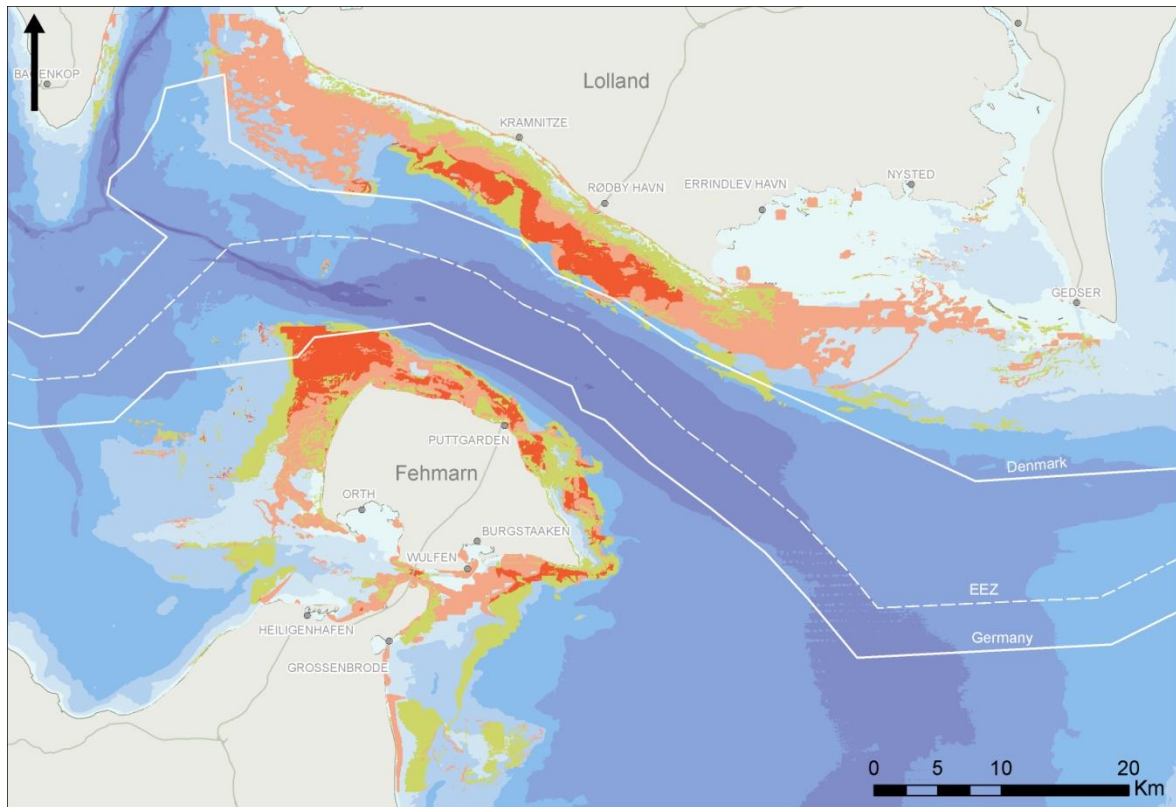 BAGENKOP
Lolland
KRAMNITZE
RØDBY HAVN
ERRINDLEV HAVN
NYSTED
GEDSER
PUTTGARDEN
Fehmarn
ORTH
BURGSTAAKEN
WULFEN
HEILIGENHAFEN
GROSSENBRODE
Denmark
EEZ
Germany
0 5 10 20
Km